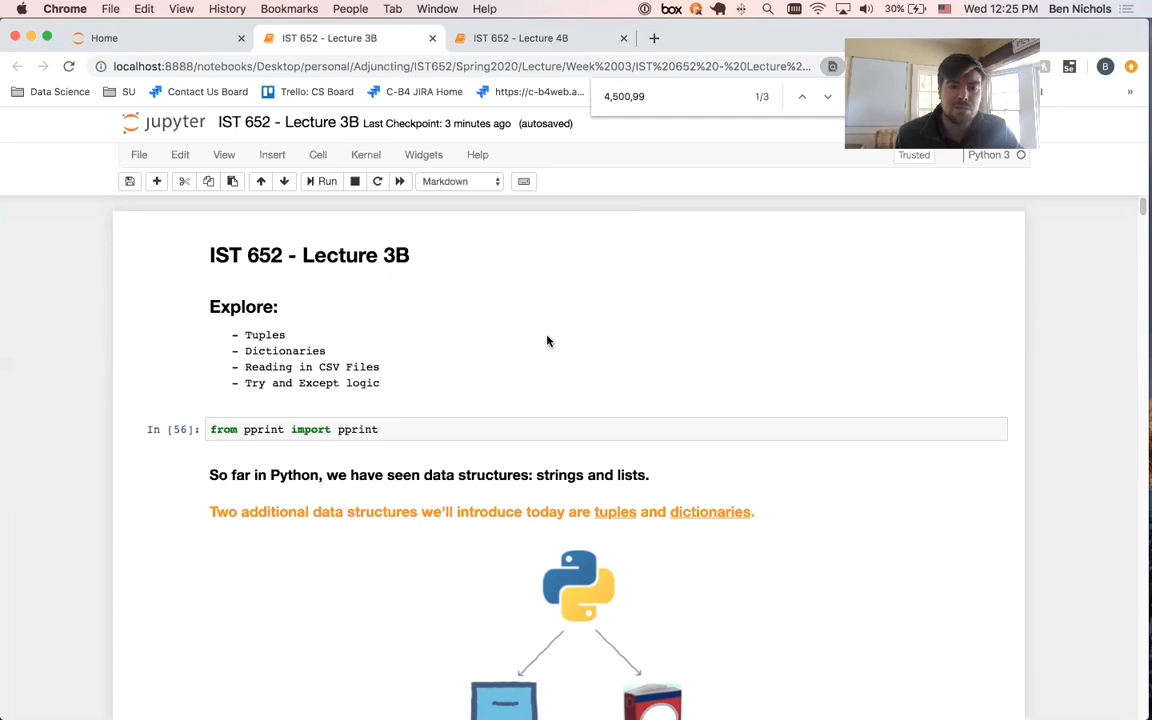 Chrome File Edit View History Bookmarks People Tab Window Help box 30% Wed 12:25 PM Ben Nichols
Home IST 652 - Lecture 3B IST 652 - Lecture 4B
localhost:8888/notebooks/Desktop/personal/Adjuncting/IST652/Spring2020/Lecture/Week%2003/IST%20652%20-%20Lecture%2... Se B
Data Science SU Contact Us Board Trello: CS Board C-B4 JIRA Home https://c-b4web.a... »
4,500,99 1/3
jupyter IST 652 - Lecture 3B Last Checkpoint: 3 minutes ago (autosaved)
File Edit View Insert Cell Kernel Widgets Help Trusted Python 3
Run Markdown
IST 652 - Lecture 3B
Explore:
- Tuples
- Dictionaries
- Reading in CSV Files
- Try and Except logic
In [56]: from pprint import pprint
So far in Python, we have seen data structures: strings and lists.
Two additional data structures we'll introduce today are tuples and dictionaries.